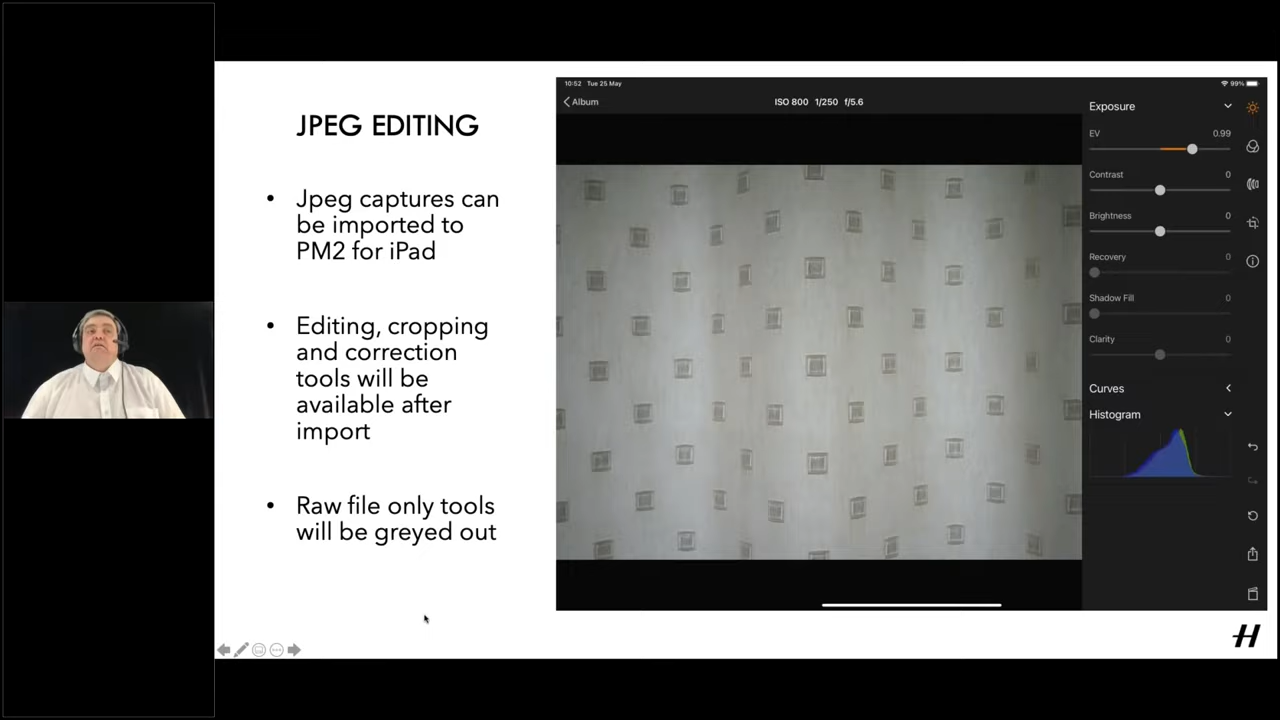 JPEG EDITING
• Jpeg captures can
be imported to
PM2 for iPad
• Editing, cropping
and correction
tools will be
available after
import
• Raw file only tools
will be greyed out
10:52 Tue 25 May
99%
Album
ISO 800 1/250 f/5.6
Exposure
EV 0.99
Contrast 0
Brightness 0
Recovery 0
Shadow Fill 0
Clarity 0
Curves
Histogram
H